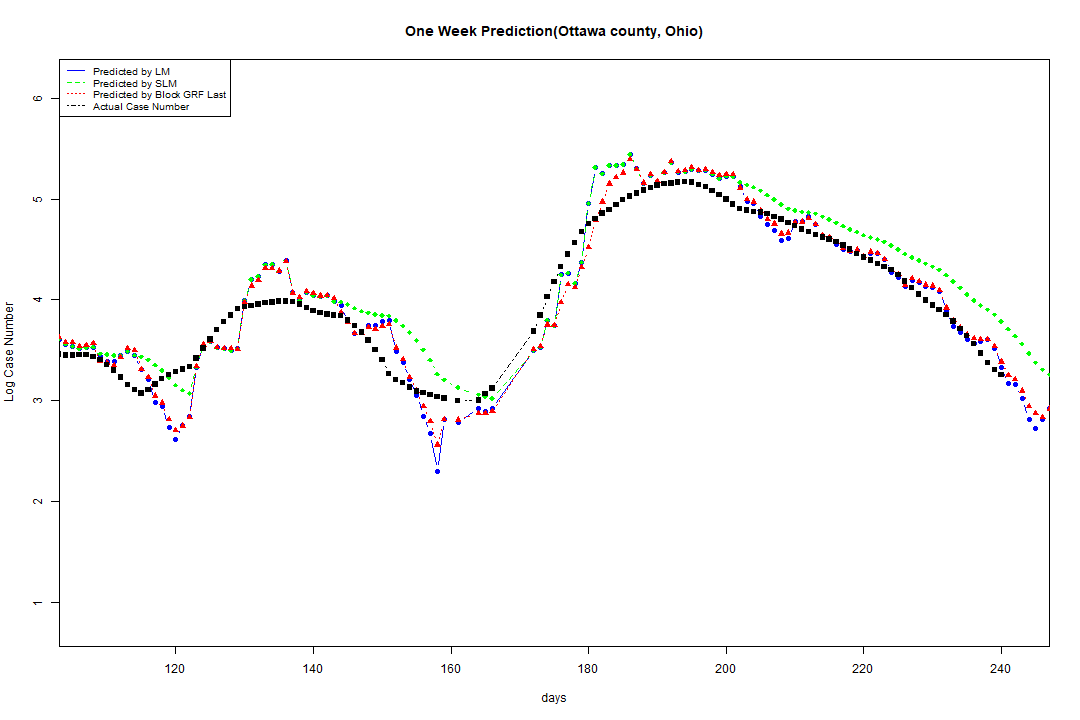 One Week Prediction(Ottawa county, Ohio)
Predicted by LM
Predicted by SLM
Predicted by Block GRF Last
Actual Case Number
Log Case Number
6
5
4
3
2
1
120 140 160 180 200 220 240
days